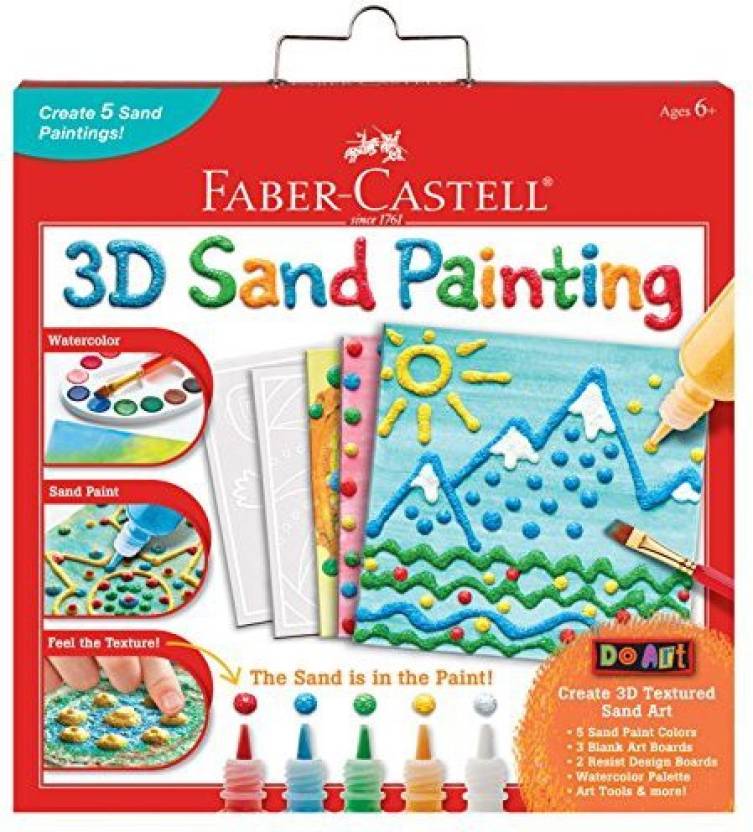 Create 5 Sand
Paintings!
Ages 6+
FABER-CASTELL®
since 1761
3D Sand Painting
Watercolor
Sand Paint
Feel the Texture!
The Sand is in the Paint!
Do Art
Create 3D Textured
Sand Art
• 5 Sand Paint Colors
• 3 Blank Art Boards
• 2 Resist Design Boards
• Watercolor Palette
• Art Tools & more!